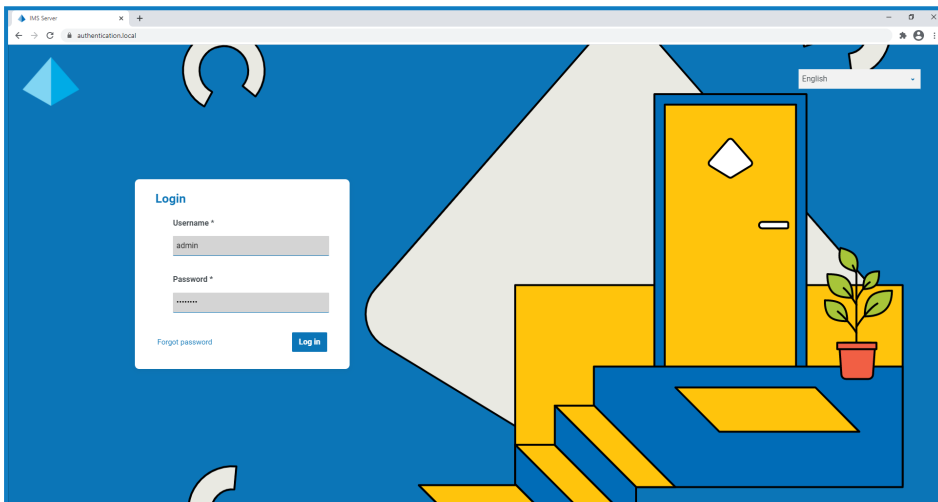 IMS Server
authentication.local
English
Login
Username *
admin
Password *
••••••••
Forgot password
Log in